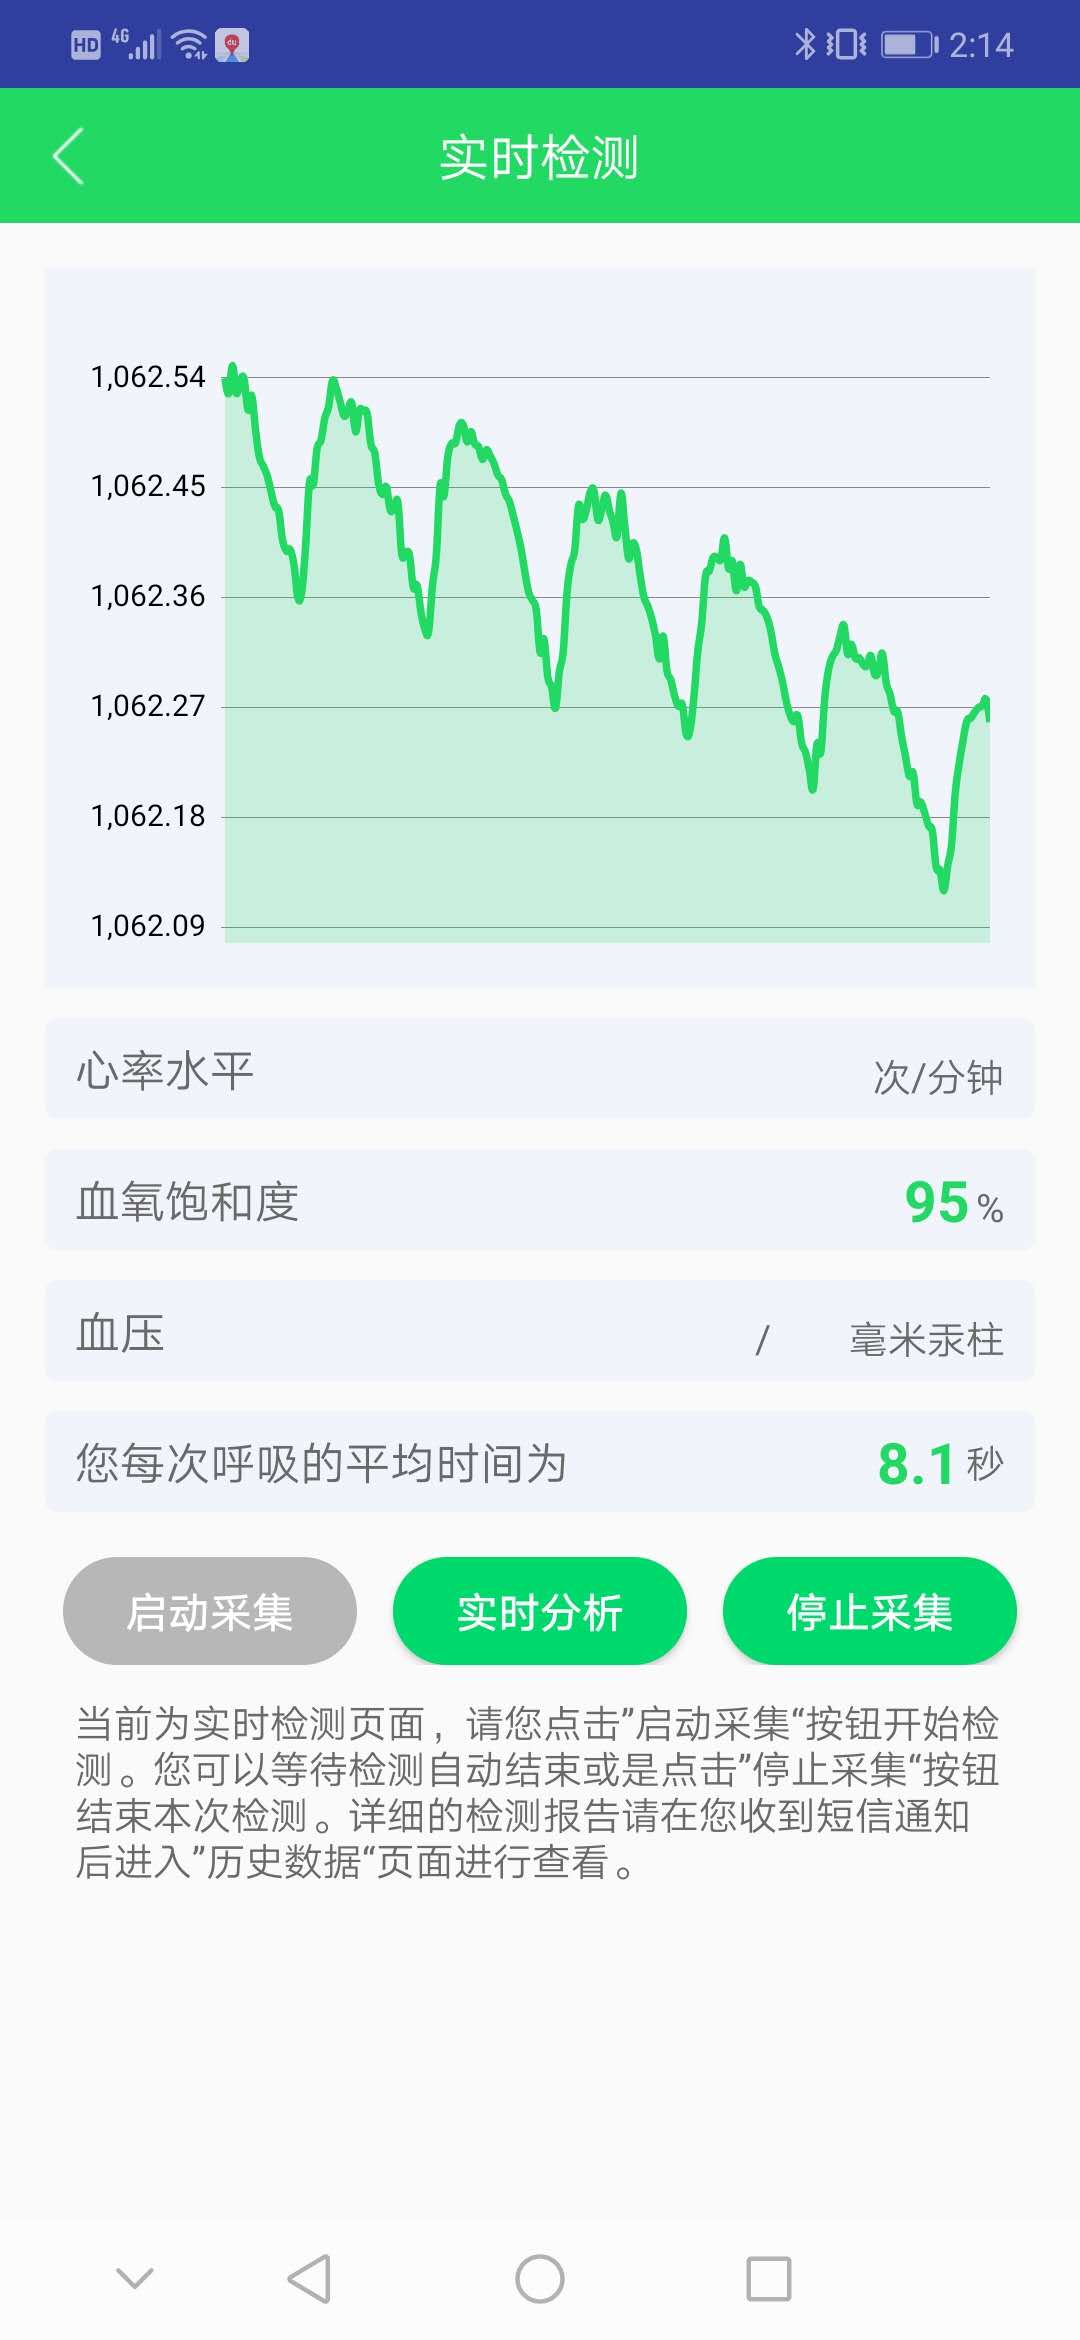 HD 4G 2:14
实时检测
1,062.54
1,062.45
1,062.36
1,062.27
1,062.18
1,062.09
心率水平 次/分钟
血氧饱和度 95 %
血压 / 毫米汞柱
您每次呼吸的平均时间为 8.1 秒
启动采集 实时分析 停止采集
当前为实时检测页面，请您点击”启动采集“按钮开始检
测。您可以等待检测自动结束或是点击”停止采集“按钮
结束本次检测。详细的检测报告请在您收到短信通知
后进入”历史数据“页面进行查看。